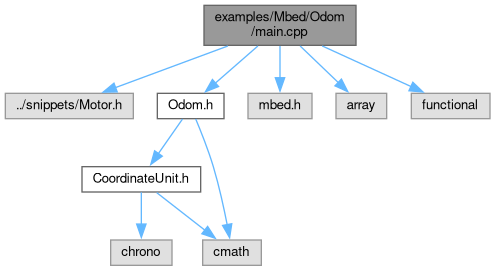 examples/Mbed/Odom
/main.cpp
../snippets/Motor.h
Odom.h
mbed.h
array
functional
CoordinateUnit.h
chrono
cmath